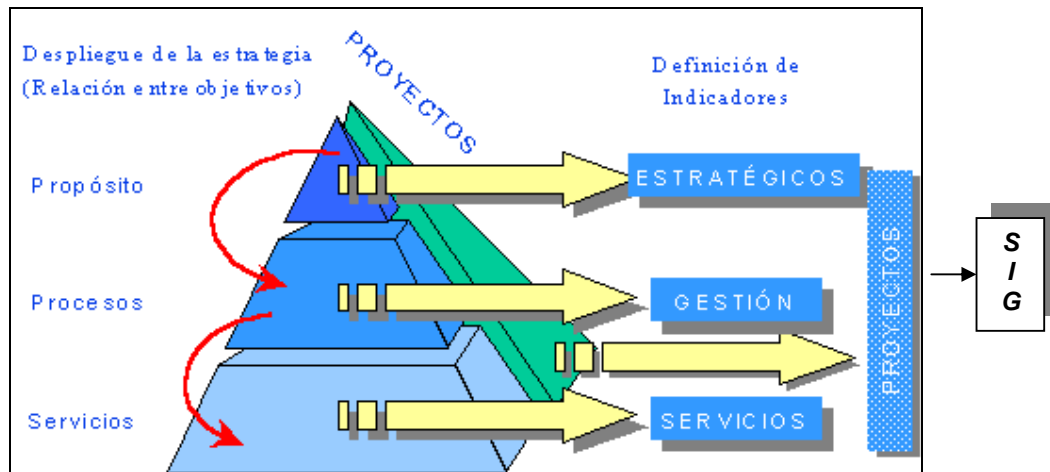 Despliegue de la estrategia
(Relación entre objetivos)
PROYECTOS
Definición de
Indicadores
Propósito
ESTRATÉGICOS
Procesos
GESTIÓN
Servicios
SERVICIOS
PROYECTOS
S
I
G